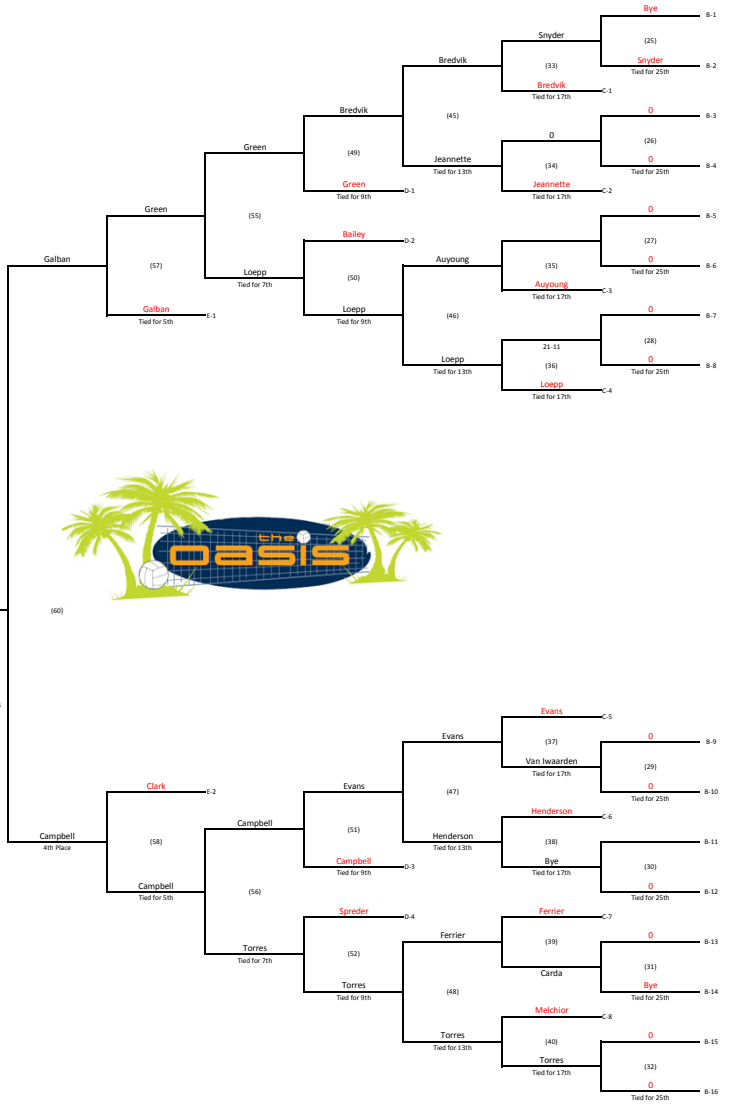 Bye
B-1
Snyder
(25)
Bredvik
(33)
Snyder
B-2
Tied for 25th
Bredvik
C-1
Tied for 17th
Bredvik
(45)
0
B-3
0
(26)
Green
(49)
Jeannette
Tied for 13th
(34)
0
B-4
Tied for 25th
Green
D-1
Tied for 9th
Jeannette
C-2
Tied for 17th
Green
(55)
0
B-5
Bailey
D-2
(27)
Galban
(57)
Loepp
Tied for 7th
(50)
Auyoung
(35)
0
B-6
Tied for 25th
Auyoung
C-3
Tied for 17th
Galban
E-1
Tied for 5th
Loepp
Tied for 9th
(46)
0
B-7
21-11
(28)
Loepp
Tied for 13th
(36)
0
B-8
Tied for 25th
Loepp
C-4
Tied for 17th
the
oasis
(60)
Evans
C-5
Evans
(37)
0
B-9
Van Iwaarden
Tied for 17th
(29)
Clark
E-2
Evans
(47)
0
B-10
Tied for 25th
Henderson
C-6
Campbell
(51)
Campbell
4th Place
(58)
Henderson
Tied for 13th
(38)
B-11
Bye
Tied for 17th
(30)
Campbell
D-3
Tied for 9th
Campbell
Tied for 5th
(56)
0
B-12
Tied for 25th
Spreder
D-4
Ferrier
C-7
Torres
Tied for 7th
(52)
Ferrier
(39)
0
B-13
Carda
(31)
Torres
Tied for 9th
(48)
Bye
B-14
Tied for 25th
Melchior
C-8
Torres
Tied for 13th
(40)
0
B-15
Torres
Tied for 17th
(32)
0
B-16
Tied for 25th